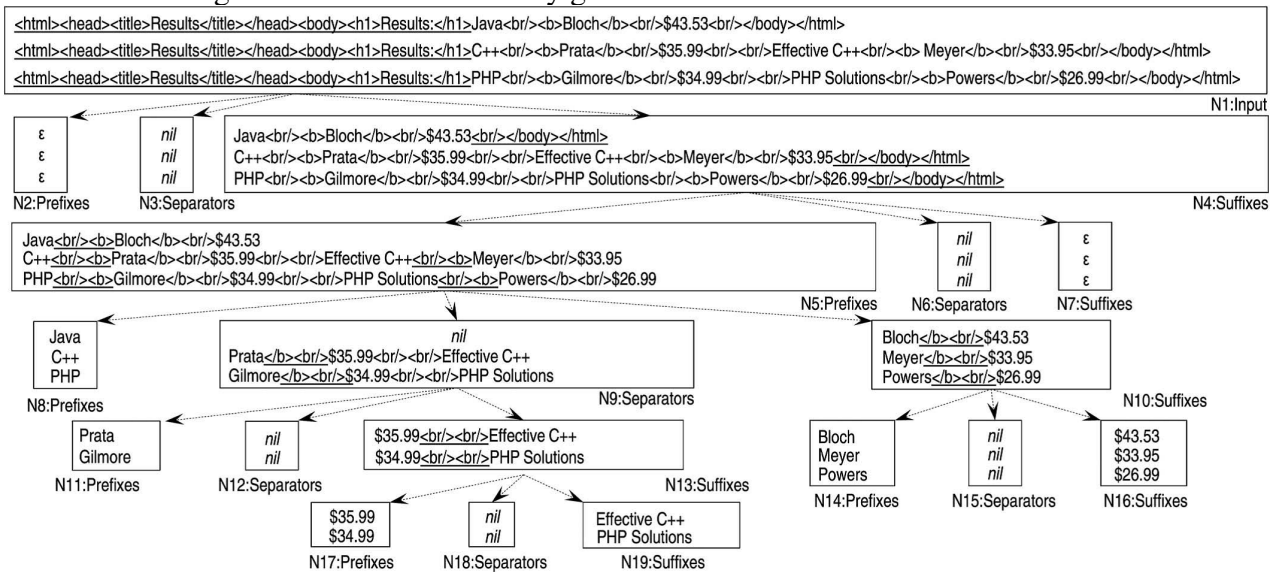 <html><head><title>Results</title></head><body><h1>Results:</h1>Java<br/><b>Bloch</b><br/>$43.53<br/></body></html>
<html><head><title>Results</title></head><body><h1>Results:</h1>C++<br/><b>Prata</b><br/>$35.99<br/><br/>Effective C++<br/><b> Meyer</b><br/>$33.95<br/></body></html>
<html><head><title>Results</title></head><body><h1>Results:</h1>PHP<br/><b>Gilmore</b><br/>$34.99<br/><br/>PHP Solutions<br/><b>Powers</b><br/>$26.99<br/></body></html>
N1:Input
ε
ε
ε
N2:Prefixes
nil
nil
nil
N3:Separators
Java<br/><b>Bloch</b><br/>$43.53<br/></body></html>
C++<br/><b>Prata</b><br/>$35.99<br/><br/>Effective C++<br/><b>Meyer</b><br/>$33.95<br/></body></html>
PHP<br/><b>Gilmore</b><br/>$34.99<br/><br/>PHP Solutions<br/><b>Powers</b><br/>$26.99<br/></body></html>
N4:Suffixes
Java<br/><b>Bloch</b><br/>$43.53
C++<br/><b>Prata</b><br/>$35.99<br/><br/>Effective C++<br/><b>Meyer</b><br/>$33.95
PHP<br/><b>Gilmore</b><br/>$34.99<br/><br/>PHP Solutions<br/><b>Powers</b><br/>$26.99
N5:Prefixes
nil
nil
nil
N6:Separators
ε
ε
ε
N7:Suffixes
Java
C++
PHP
N8:Prefixes
nil
Prata</b><br/>$35.99<br/><br/>Effective C++
Gilmore</b><br/>$34.99<br/><br/>PHP Solutions
N9:Separators
Bloch</b><br/>$43.53
Meyer</b><br/>$33.95
Powers</b><br/>$26.99
N10:Suffixes
Prata
Gilmore
N11:Prefixes
nil
nil
N12:Separators
$35.99<br/><br/>Effective C++
$34.99<br/><br/>PHP Solutions
N13:Suffixes
Bloch
Meyer
Powers
N14:Prefixes
nil
nil
nil
N15:Separators
$43.53
$33.95
$26.99
N16:Suffixes
$35.99
$34.99
N17:Prefixes
nil
nil
N18:Separators
Effective C++
PHP Solutions
N19:Suffixes